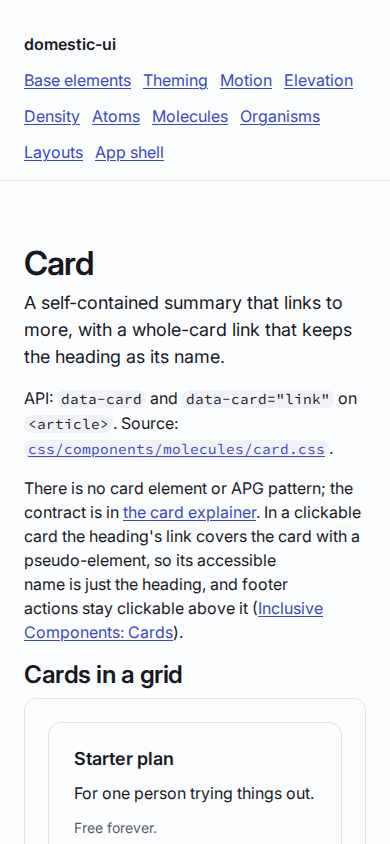 domestic-ui
Base elements Theming Motion Elevation
Density Atoms Molecules Organisms
Layouts App shell
Card
A self-contained summary that links to
more, with a whole-card link that keeps
the heading as its name.
API: data-card and data-card="link" on
<article>. Source:
css/components/molecules/card.css.
There is no card element or APG pattern; the
contract is in the card explainer. In a clickable
card the heading's link covers the card with a
pseudo-element, so its accessible
name is just the heading, and footer
actions stay clickable above it (Inclusive
Components: Cards).
Cards in a grid
Starter plan
For one person trying things out.
Free forever.